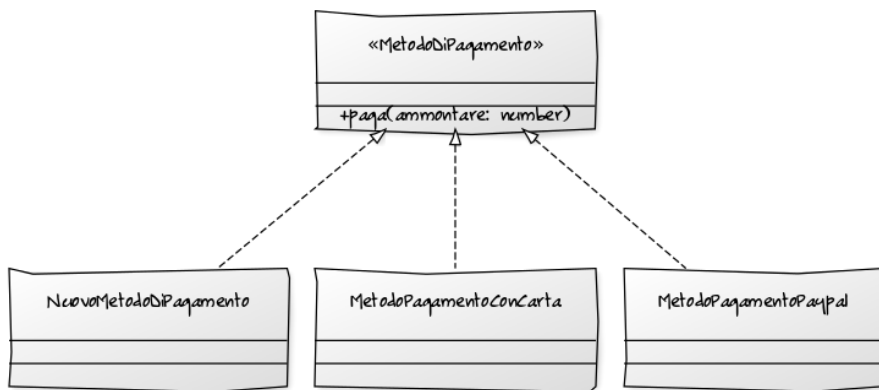 «MetodoDiPagamento»
+paga(ammontare: number)
NuovoMetodoDiPagamento
MetodoPagamentoConCarta
MetodoPagamentoPaypal